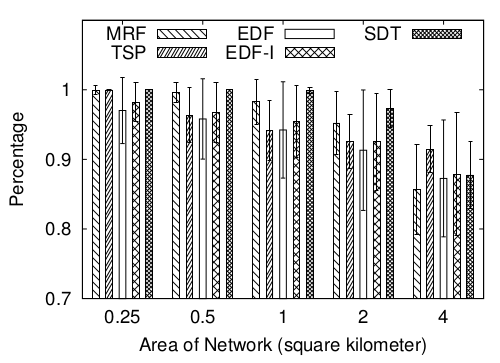 MRF EDF SDT
TSP EDF-I
1
0.9
0.8
0.7
Percentage
0.25 0.5 1 2 4
Area of Network (square kilometer)